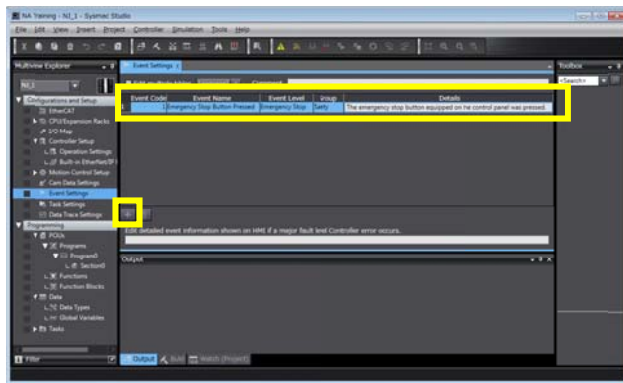 NA Training - NJ_1 - Sysmac Studio
File Edit View Insert Project Controller Simulation Tools Help
Multiview Explorer
Event Settings
Toolbox
NJ_1
<Search>
Configurations and Setup
EtherCAT
CPU/Expansion Racks
I/O Map
Controller Setup
Operation Settings
Built-in EtherNet/IP
Motion Control Setup
Cam Data Settings
Event Settings
Task Settings
Data Trace Settings
Programming
POUs
Programs
Program0
Section0
Functions
Function Blocks
Data
Data Types
Global Variables
Tasks
Filter
Event Code Event Name Event Level Group Details
1 1 Emergency Stop Button Pressed Emergency Stop The emergency stop button equipped on control panel was pressed.
Edit detailed event information shown on HMI if a major fault level Controller error occurs.
Output
Output Build Watch (Project)